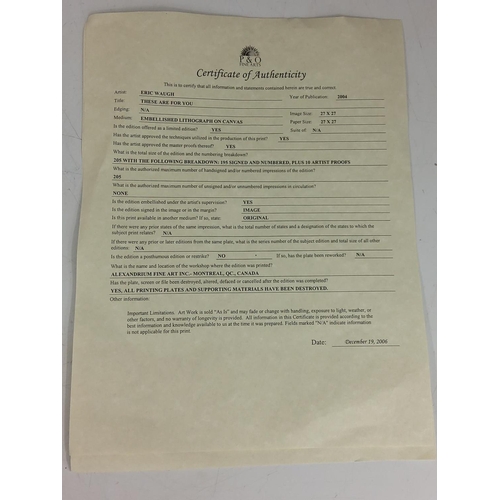 P & O
FINE ARTS
Certificate of Authenticity
This is to certify that all information and statements contained herein are true and correct.
Artist: ERIC WAUGH Year of Publication: 2004
Title: THESE ARE FOR YOU
Edging: N/A Image Size: 27 X 27
Medium: EMBELLISHED LITHOGRAPH ON CANVAS Paper Size: 27 X 27
Is the edition offered as a limited edition? YES Suite of: N/A
Has the artist approved the techniques utilized in the production of this print? YES
Has the artist approved the master proofs thereof? YES
What is the total size of the edition and the numbering breakdown?
205 WITH THE FOLLOWING BREAKDOWN: 195 SIGNED AND NUMBERED, PLUS 10 ARTIST PROOFS
What is the authorized maximum number of handsigned and/or numbered impressions of the edition?
205
What is the authorized maximum number of unsigned and/or unnumbered impressions in circulation?
NONE
Is the edition embellished under the artist's supervision? YES
Is the edition signed in the image or in the margin? IMAGE
Is this print available in another medium? If so, state: ORIGINAL
If there were any print states of the same impression, what is the total number of states and a designation of the states to which the
subject print relates? N/A
If there were any prior or later editions from the same plate, what is the series number of the subject edition and total size of all other
editions: N/A
Is the edition a posthumous edition or restrike? NO If so, has the plate been reworked? N/A
What is the name and location of the workshop where the edition was printed?
ALEXANDRIUM FINE ART INC.- MONTREAL, QC., CANADA
Has the plate, screen or file been destroyed, altered, defaced or cancelled after the edition was completed?
YES, ALL PRINTING PLATES AND SUPPORTING MATERIALS HAVE BEEN DESTROYED.
Other information:
Important Limitations: Art Work is sold "As In" and may fade or change with handling, exposure to light, weather, or
other factors, and no warranty of longevity is provided. All information in this Certificate is provided according to the
best information and knowledge available to us at the time it was prepared. Fields marked "N/A" indicate information
is not applicable for this print.
Date: December 19, 2006